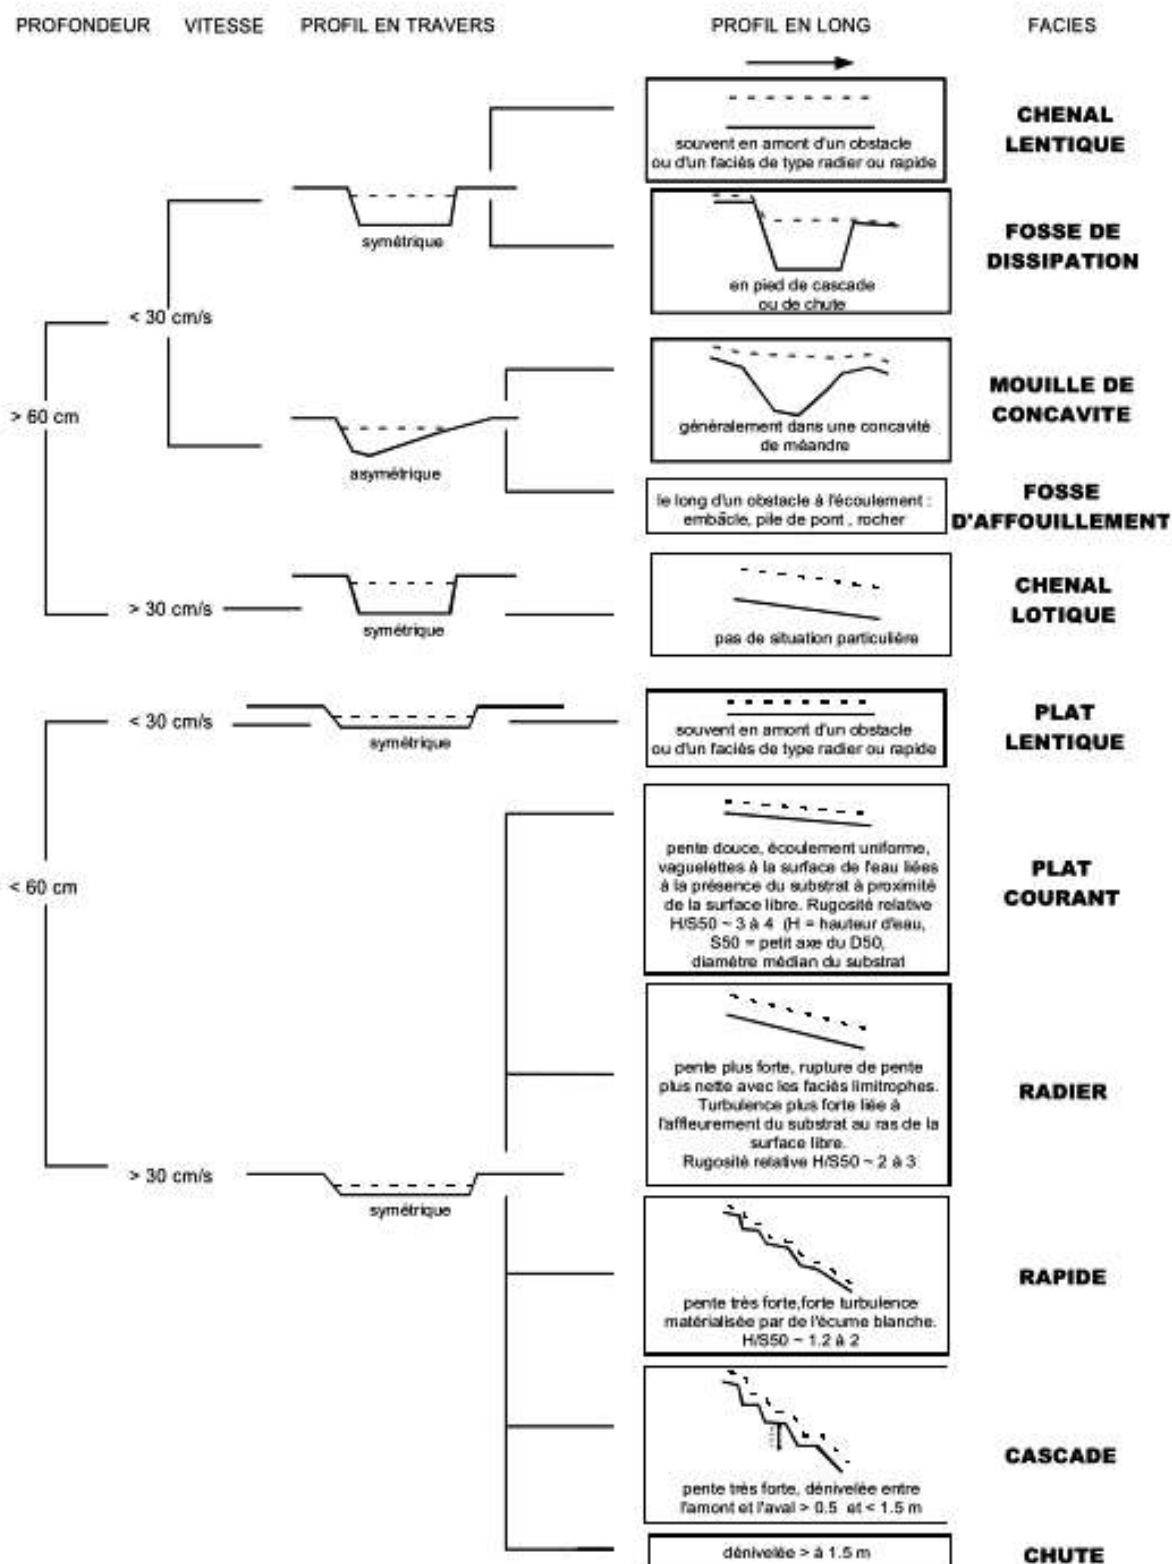 PROFONDEUR VITESSE PROFIL EN TRAVERS PROFIL EN LONG FACIES
souvent en amont d'un obstacle
ou d'un faciès de type radier ou rapide
CHENAL
LENTIQUE
symétrique
en pied de cascade
ou de chute
FOSSE DE
DISSIPATION
< 30 cm/s
> 60 cm
asymétrique
généralement dans une concavité
de méandre
MOUILLE DE
CONCAVITE
le long d'un obstacle à l'écoulement :
embâcle, pile de pont , rocher
FOSSE
D'AFFOUILLEMENT
> 30 cm/s
symétrique
pas de situation particulière
CHENAL
LOTIQUE
< 30 cm/s
symétrique
souvent en amont d'un obstacle
ou d'un faciès de type radier ou rapide
PLAT
LENTIQUE
< 60 cm
pente douce, écoulement uniforme,
vaguelettes à la surface de l'eau liées
à la présence du substrat à proximité
de la surface libre. Rugosité relative
H/S50 ~ 3 à 4 (H = hauteur d'eau,
S50 = petit axe du D50,
diamètre médian du substrat
PLAT
COURANT
pente plus forte, rupture de pente
plus nette avec les faciès limitrophes.
Turbulence plus forte liée à
l'affleurement du substrat au ras de la
surface libre.
Rugosité relative H/S50 ~ 2 à 3
RADIER
> 30 cm/s
symétrique
pente très forte,forte turbulence
matérialisée par de l'écume blanche.
H/S50 ~ 1.2 à 2
RAPIDE
pente très forte, dénivelée entre
l'amont et l'aval > 0.5 et < 1.5 m
CASCADE
dénivelée > à 1.5 m
CHUTE